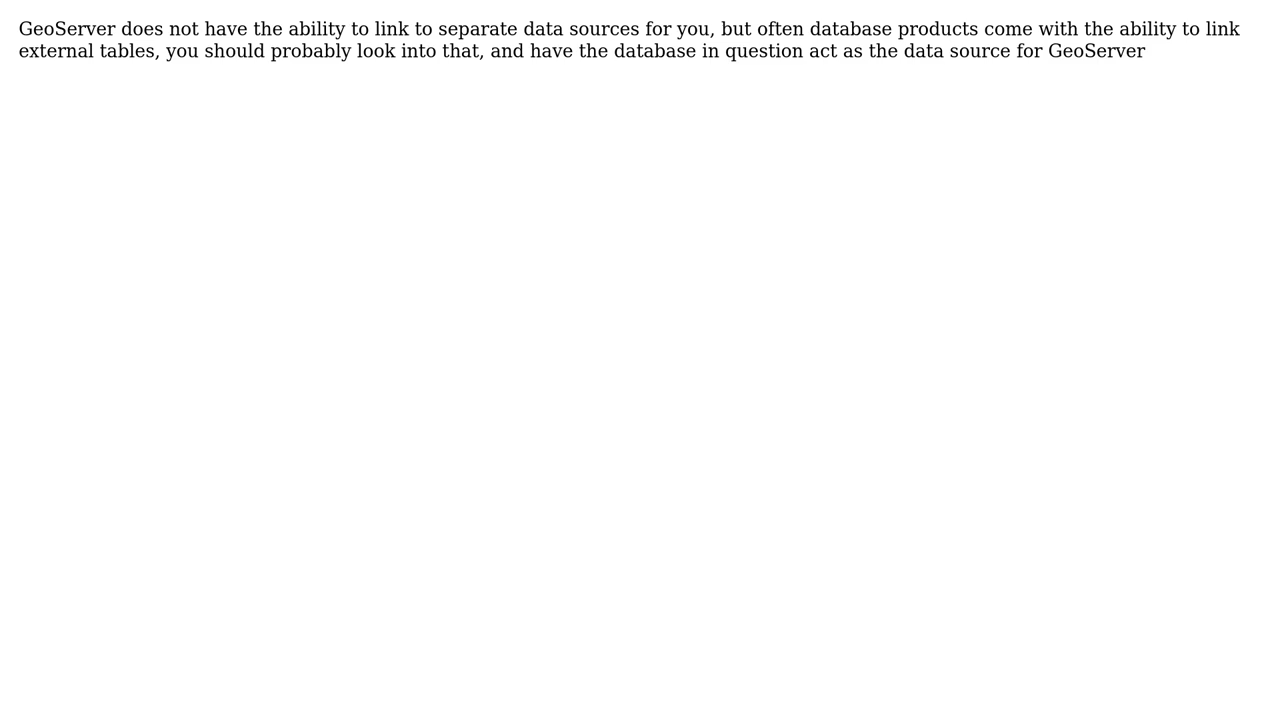 GeoServer does not have the ability to link to separate data sources for you, but often database products come with the ability to link
external tables, you should probably look into that, and have the database in question act as the data source for GeoServer